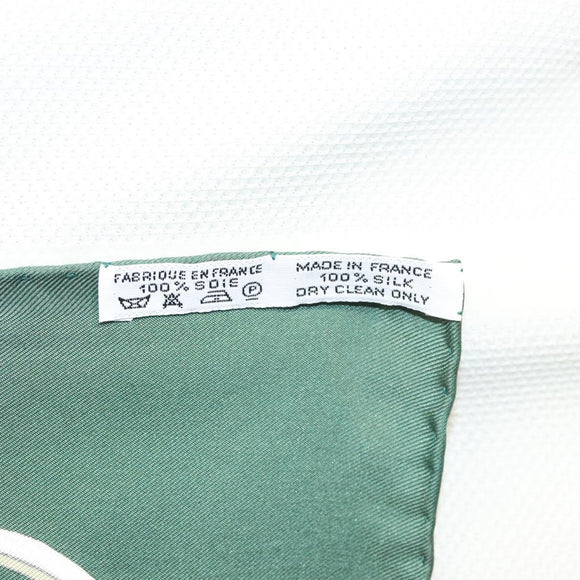 FABRIQUE EN FRANCE
100% SOIE
P
MADE IN FRANCE
100% SILK
DRY CLEAN ONLY